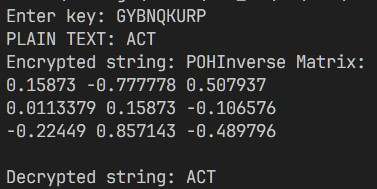 Enter key: GYBNQKURP
PLAIN TEXT: ACT
Encrypted string: POHInverse Matrix:
0.15873 -0.777778 0.507937
0.0113379 0.15873 -0.106576
-0.22449 0.857143 -0.489796
Decrypted string: ACT